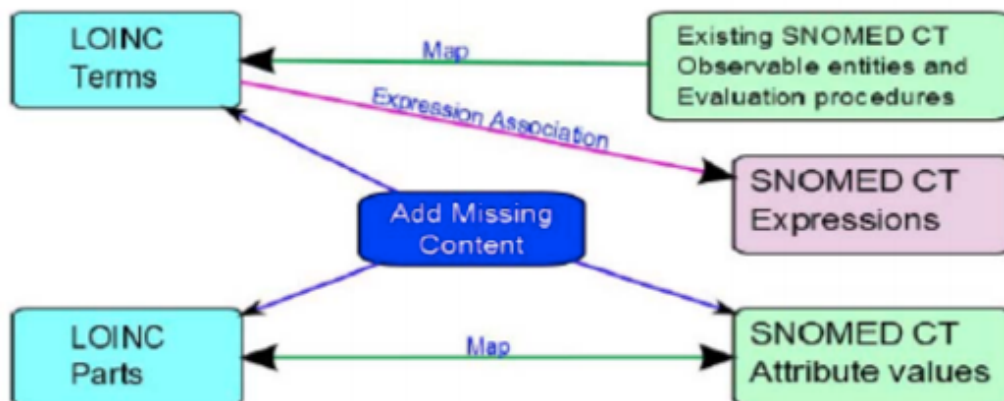 LOINC
Terms
Map
Existing SNOMED CT
Observable entities and
Evaluation procedures
Expression Association
SNOMED CT
Expressions
Add Missing
Content
LOINC
Parts
Map
SNOMED CT
Attribute values